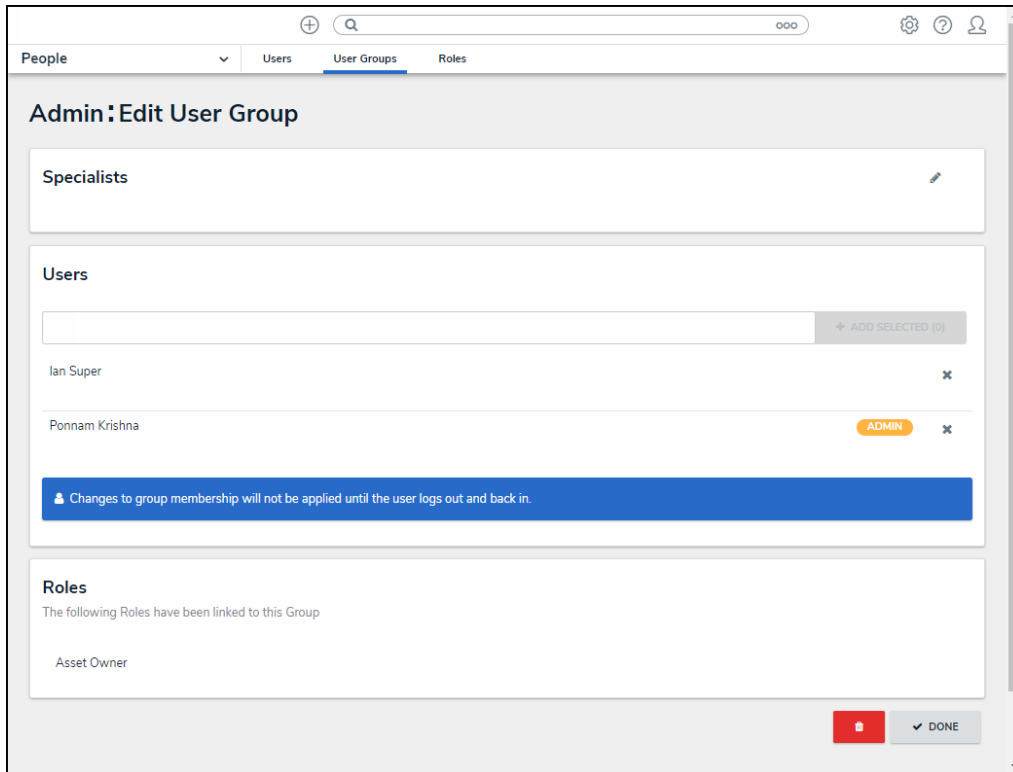 People
Users User Groups Roles
Admin:Edit User Group
Specialists
Users
+ ADD SELECTED (0)
Ian Super
Ponnam Krishna ADMIN
Changes to group membership will not be applied until the user logs out and back in.
Roles
The following Roles have been linked to this Group
Asset Owner
DONE